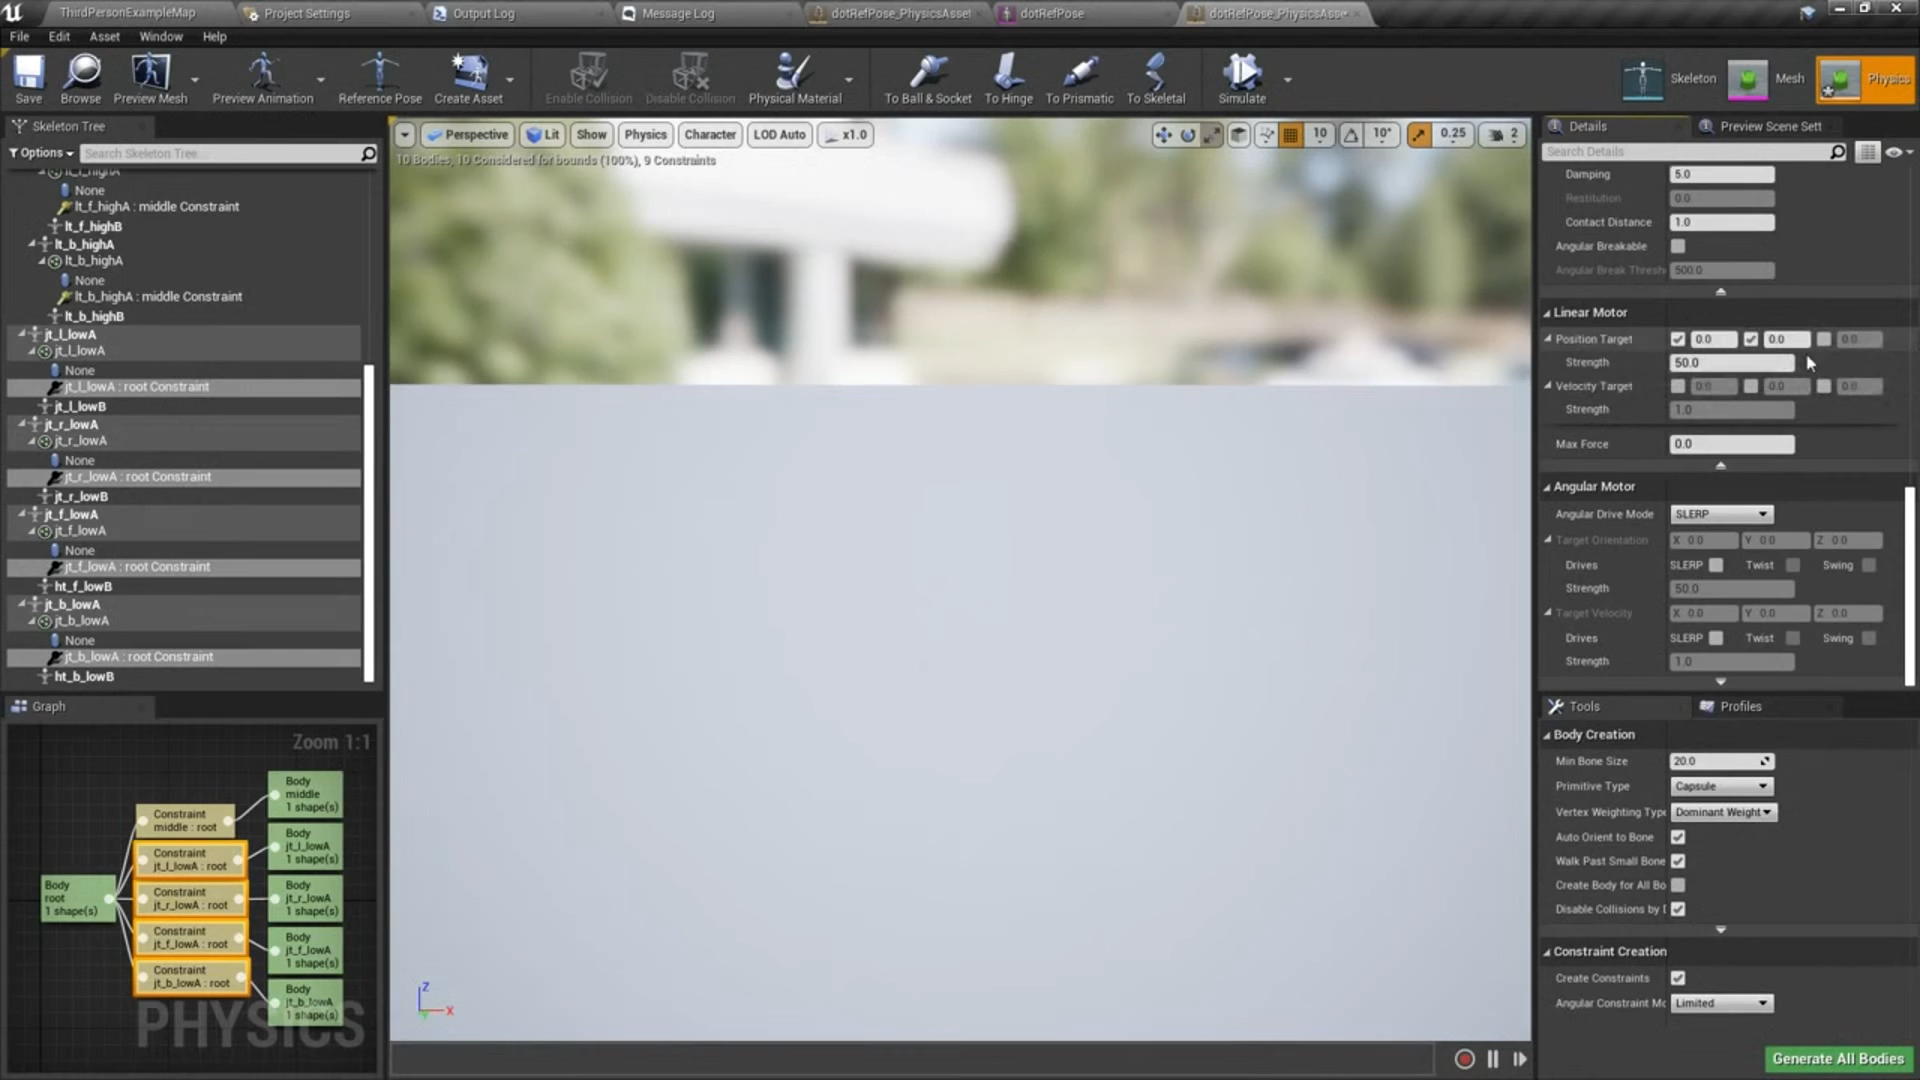 ThirdPersonExampleMap
Project Settings
Output Log
Message Log
dotRefPose_PhysicsAsset
dotRefPose
dotRefPose_PhysicsAsse
File
Edit
Asset
Window
Help
Save
Browse
Preview Mesh
Preview Animation
Reference Pose
Create Asset
Enable Collision
Disable Collision
Physical Material
To Ball & Socket
To Hinge
To Prismatic
To Skeletal
Simulate
Skeleton
Mesh
Physics
Skeleton Tree
Options
Search Skeleton Tree...
None
lt_f_highA : middle Constraint
lt_f_highB
lt_b_highA
lt_b_highA
None
lt_b_highA : middle Constraint
lt_b_highB
jt_l_lowA
jt_l_lowA
None
jt_l_lowA : root Constraint
jt_l_lowB
jt_r_lowA
jt_r_lowA
None
jt_r_lowA : root Constraint
jt_r_lowB
jt_f_lowA
jt_f_lowA
None
jt_f_lowA : root Constraint
ht_f_lowB
jt_b_lowA
jt_b_lowA
None
jt_b_lowA : root Constraint
ht_b_lowB
Graph
Zoom 1:1
Body
root
1 shape(s)
Constraint
middle : root
Constraint
jt_l_lowA : root
Constraint
jt_r_lowA : root
Constraint
jt_f_lowA : root
Constraint
jt_b_lowA : root
Body
middle
1 shape(s)
Body
jt_l_lowA
1 shape(s)
Body
jt_r_lowA
1 shape(s)
Body
jt_f_lowA
1 shape(s)
Body
jt_b_lowA
1 shape(s)
PHYSICS
Perspective
Lit
Show
Physics
Character
LOD Auto
x1.0
10
10°
0.25
2
10 Bodies, 10 Considered for bounds (100%), 9 Constraints
Z
X
Details
Preview Scene Sett
Search Details
Damping 5.0
Restitution 0.0
Contact Distance 1.0
Angular Breakable
Angular Break Thresh 500.0
Linear Motor
Position Target 0.0 0.0 0.0
Strength 50.0
Velocity Target 0.0 0.0 0.0
Strength 1.0
Max Force 0.0
Angular Motor
Angular Drive Mode SLERP
Target Orientation X 0.0 Y 0.0 Z 0.0
Drives SLERP Twist Swing
Strength 50.0
Target Velocity X 0.0 Y 0.0 Z 0.0
Drives SLERP Twist Swing
Strength 1.0
Tools
Profiles
Body Creation
Min Bone Size 20.0
Primitive Type Capsule
Vertex Weighting Type Dominant Weight
Auto Orient to Bone
Walk Past Small Bone
Create Body for All Bo
Disable Collisions by D
Constraint Creation
Create Constraints
Angular Constraint Mo Limited
Generate All Bodies